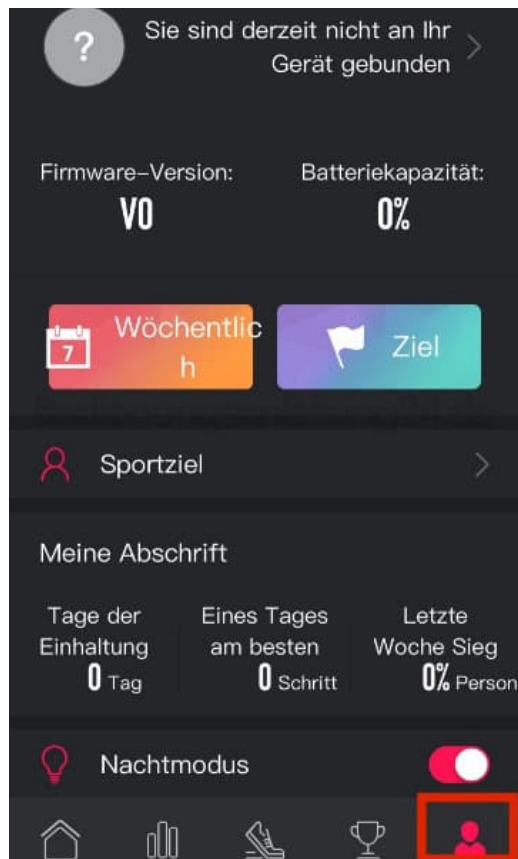 ?
Sie sind derzeit nicht an Ihr
Gerät gebunden
Firmware-Version:
V0
Batteriekapazität:
0%
7
Wöchentlic
h
Ziel
Sportziel
Meine Abschrift
Tage der
Einhaltung
0 Tag
Eines Tages
am besten
0 Schritt
Letzte
Woche Sieg
0% Person
Nachtmodus